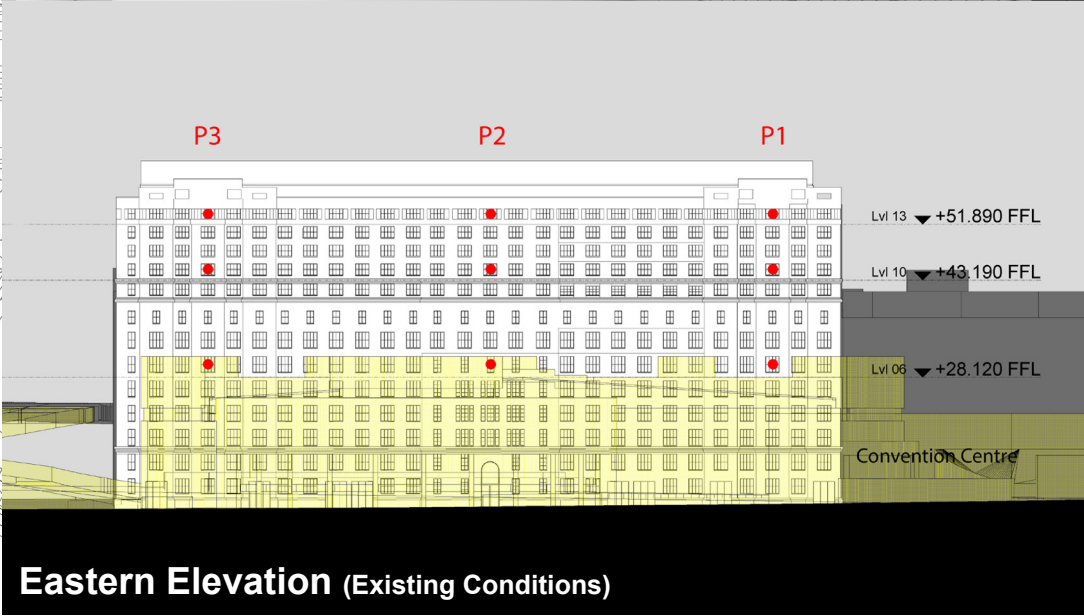 P3 P2 P1
Lvl 13 +51.890 FFL
Lvl 10 +43.190 FFL
Lvl 06 +28.120 FFL
Convention Centre
Eastern Elevation (Existing Conditions)